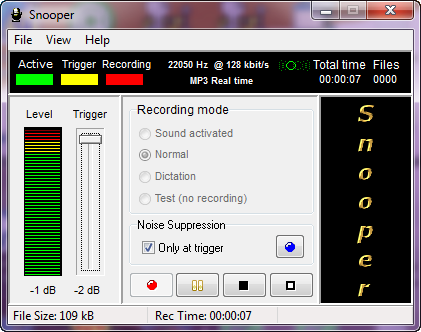 Snooper
File View Help
Active Trigger Recording
22050 Hz @ 128 kbit/s
MP3 Real time
Total time Files
00:00:07 0000
Level Trigger
-1 dB -2 dB
Recording mode
Sound activated
Normal
Dictation
Test (no recording)
Noise Suppression
Only at trigger
Snooper
File Size: 109 kB Rec Time: 00:00:07